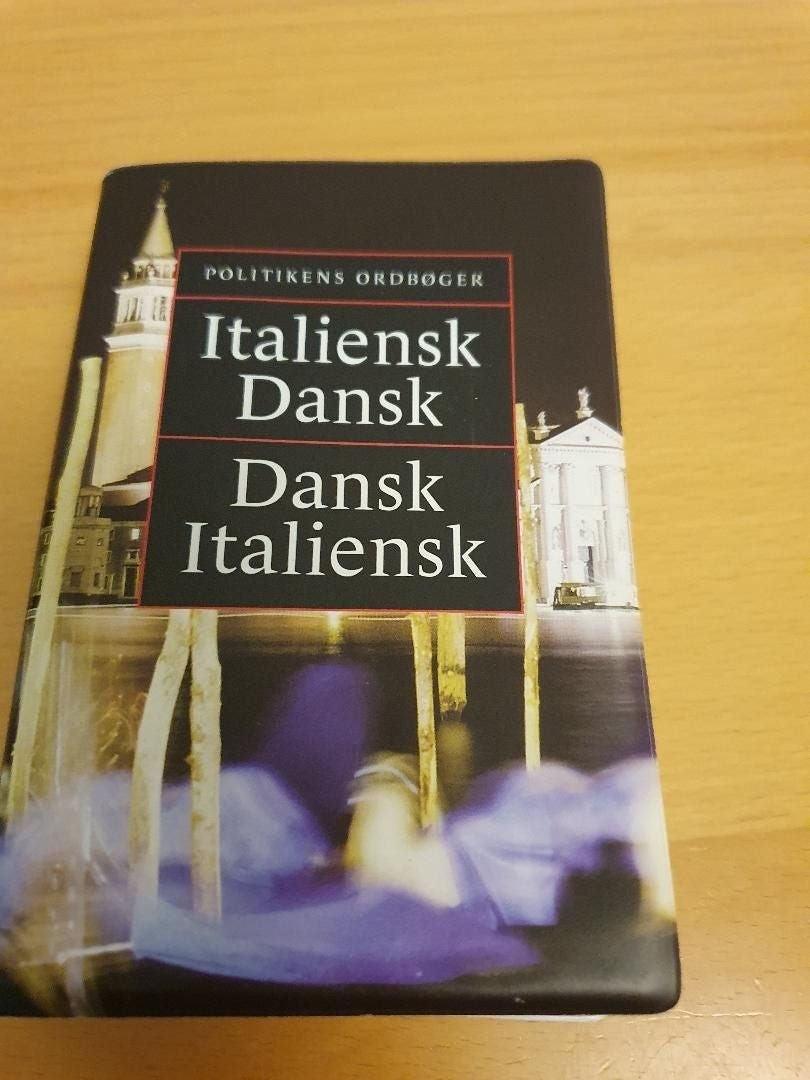 POLITIKENS ORDBØGER
Italiensk
Dansk
Dansk
Italiensk